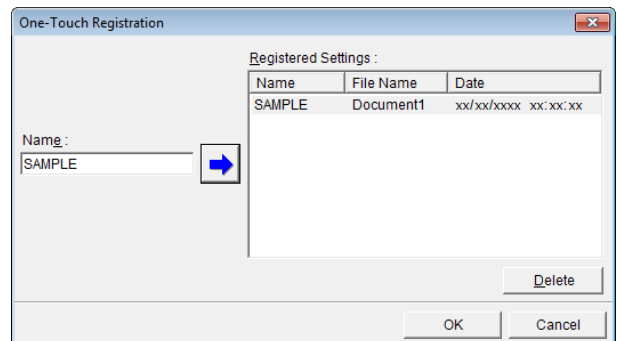 One-Touch Registration
Registered Settings :
Name File Name Date
SAMPLE Document1 xx/xx/xxxx xx:xx:xx
Name :
SAMPLE
Delete
OK Cancel